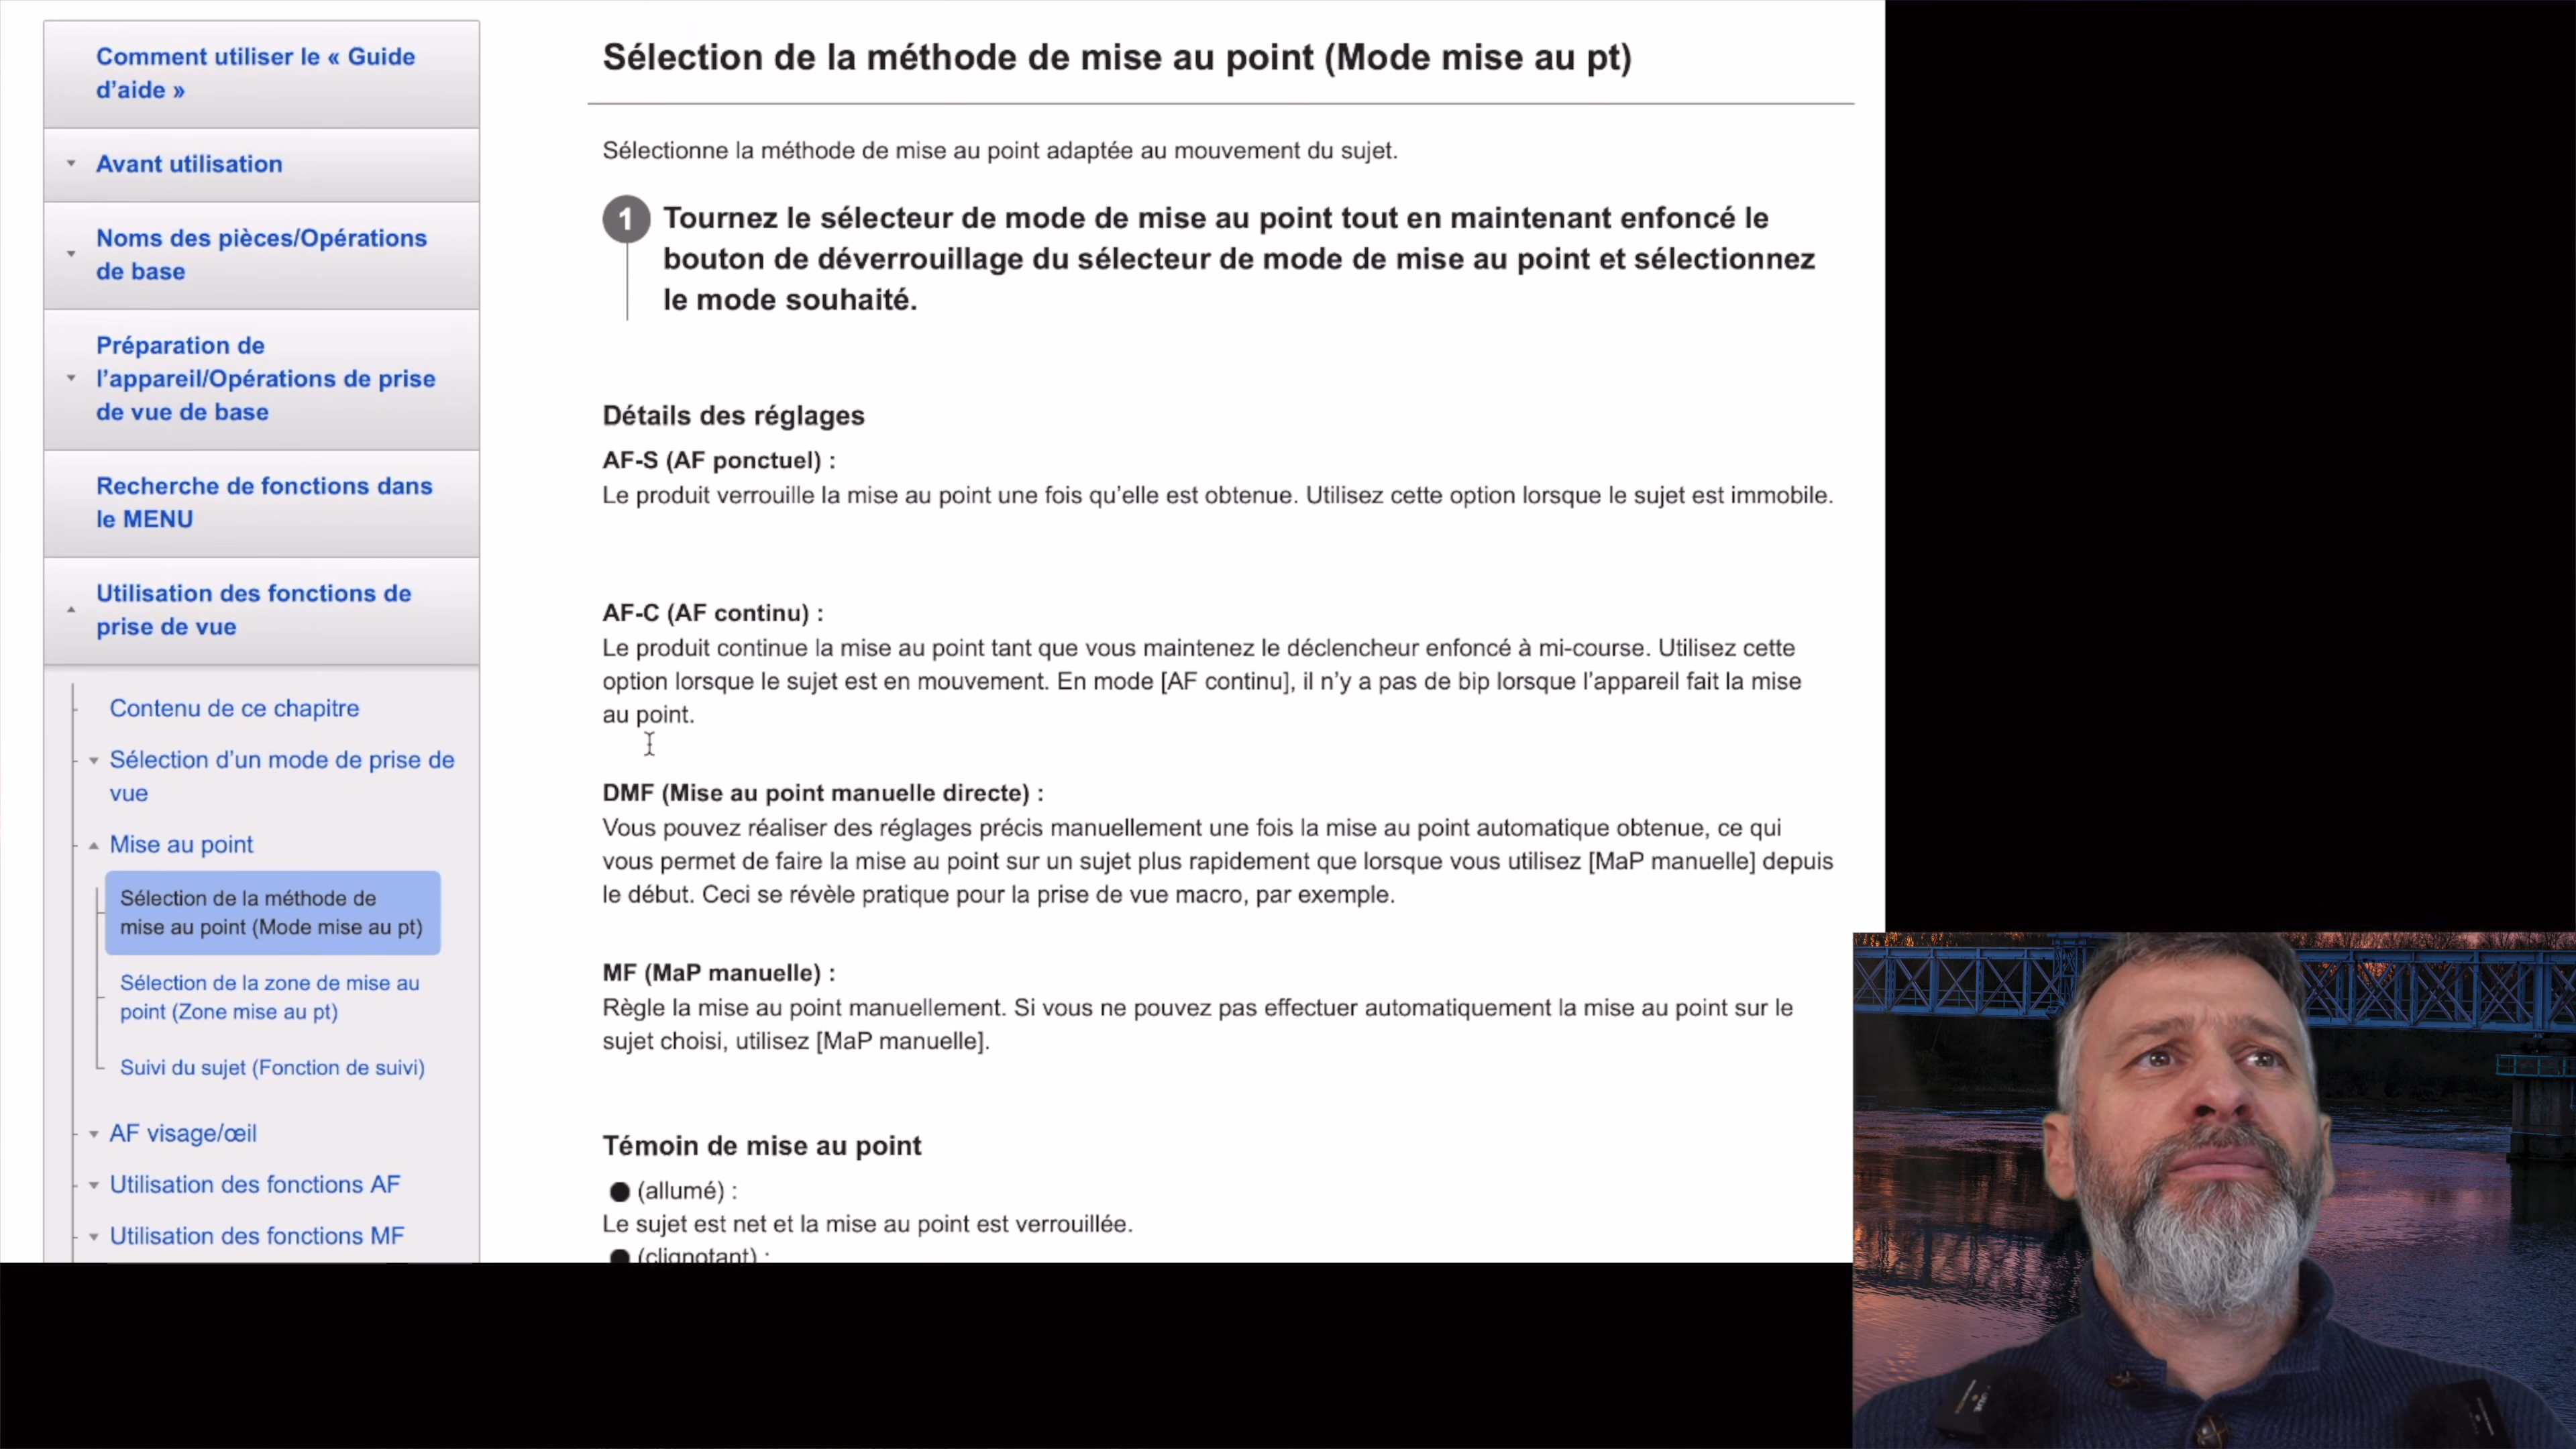 Comment utiliser le « Guide
d’aide »
Avant utilisation
Noms des pièces/Opérations
de base
Préparation de
l’appareil/Opérations de prise
de vue de base
Recherche de fonctions dans
le MENU
Utilisation des fonctions de
prise de vue
Contenu de ce chapitre
Sélection d’un mode de prise de
vue
Mise au point
Sélection de la méthode de
mise au point (Mode mise au pt)
Sélection de la zone de mise au
point (Zone mise au pt)
Suivi du sujet (Fonction de suivi)
AF visage/œil
Utilisation des fonctions AF
Utilisation des fonctions MF
Sélection de la méthode de mise au point (Mode mise au pt)
Sélectionne la méthode de mise au point adaptée au mouvement du sujet.
1 Tournez le sélecteur de mode de mise au point tout en maintenant enfoncé le
bouton de déverrouillage du sélecteur de mode de mise au point et sélectionnez
le mode souhaité.
Détails des réglages
AF-S (AF ponctuel) :
Le produit verrouille la mise au point une fois qu’elle est obtenue. Utilisez cette option lorsque le sujet est immobile.
AF-C (AF continu) :
Le produit continue la mise au point tant que vous maintenez le déclencheur enfoncé à mi-course. Utilisez cette
option lorsque le sujet est en mouvement. En mode [AF continu], il n’y a pas de bip lorsque l’appareil fait la mise
au point.
DMF (Mise au point manuelle directe) :
Vous pouvez réaliser des réglages précis manuellement une fois la mise au point automatique obtenue, ce qui
vous permet de faire la mise au point sur un sujet plus rapidement que lorsque vous utilisez [MaP manuelle] depuis
le début. Ceci se révèle pratique pour la prise de vue macro, par exemple.
MF (MaP manuelle) :
Règle la mise au point manuellement. Si vous ne pouvez pas effectuer automatiquement la mise au point sur le
sujet choisi, utilisez [MaP manuelle].
Témoin de mise au point
● (allumé) :
Le sujet est net et la mise au point est verrouillée.
● (clignotant) :